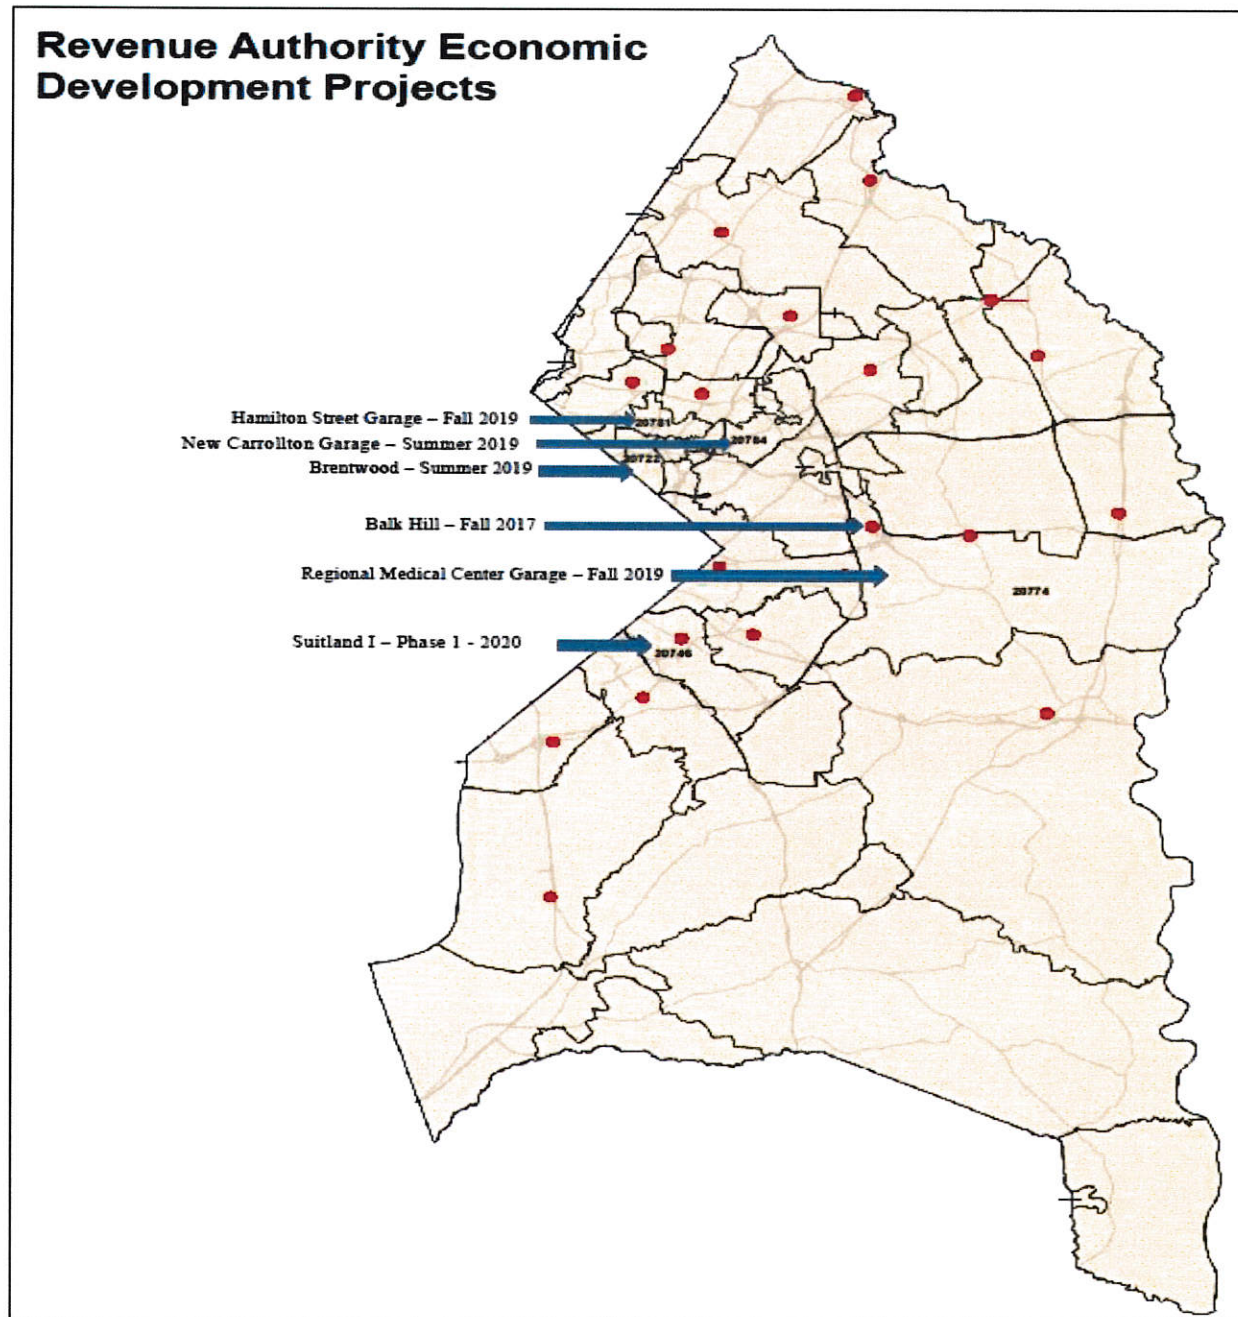 Revenue Authority Economic
Development Projects
Hamilton Street Garage – Fall 2019
20781
New Carrollton Garage – Summer 2019
20784
Brentwood – Summer 2019
20722
Balk Hill – Fall 2017
Regional Medical Center Garage – Fall 2019
20774
Suitland I – Phase 1 - 2020
20746